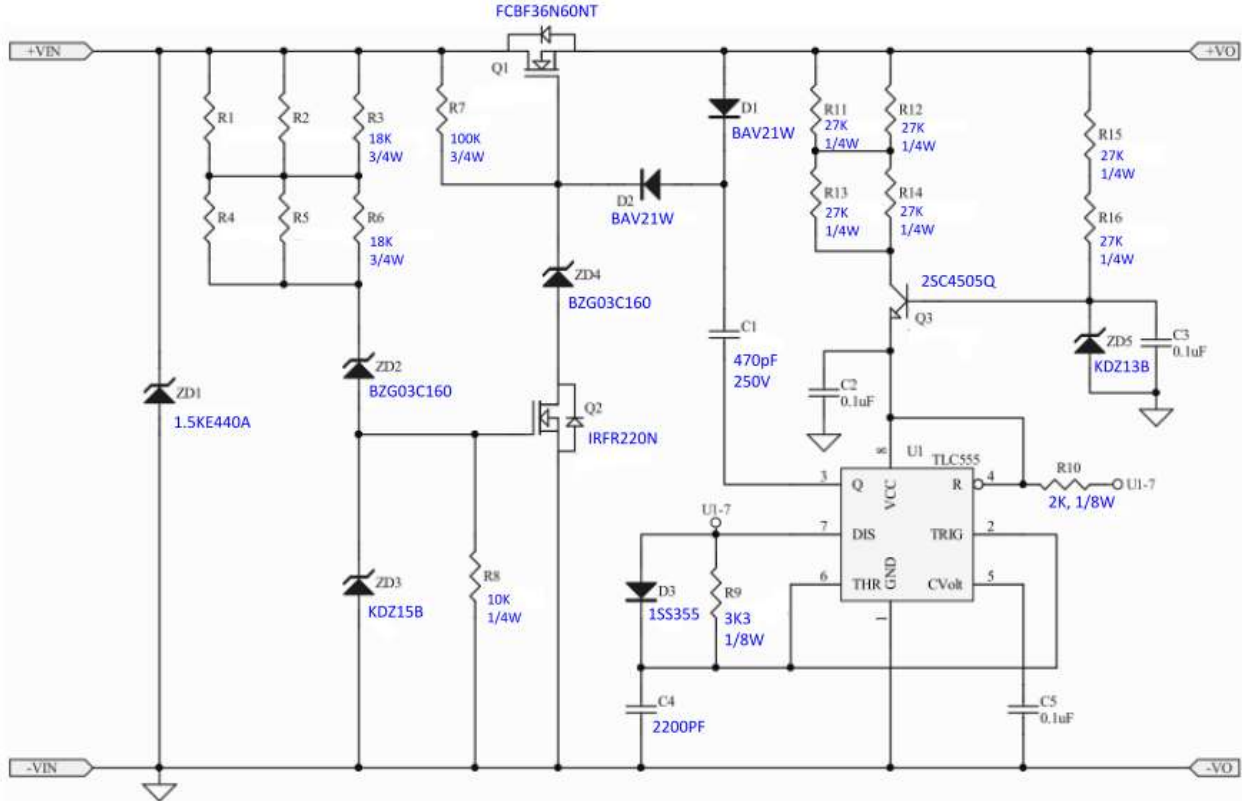 FCBF36N60NT
+VIN
+VO
Q1
R1
R2
R3
18K
3/4W
R7
100K
3/4W
D1
BAV21W
R11
27K
1/4W
R12
27K
1/4W
R15
27K
1/4W
R4
R5
R6
18K
3/4W
D2
BAV21W
R13
27K
1/4W
R14
27K
1/4W
R16
27K
1/4W
ZD4
BZG03C160
2SC4505Q
Q3
C1
470pF
250V
ZD5
KDZ13B
C3
0.1uF
ZD2
BZG03C160
ZD1
1.5KE440A
C2
0.1uF
Q2
IRFR220N
8
U1
TLC555
3
Q
VCC
R
4
R10
2K, 1/8W
U1-7
U1-7
7
DIS
TRIG
2
6
THR
GND
CVolt
5
1
ZD3
KDZ15B
R8
10K
1/4W
D3
1SS355
R9
3K3
1/8W
C4
2200PF
C5
0.1uF
-VIN
-VO